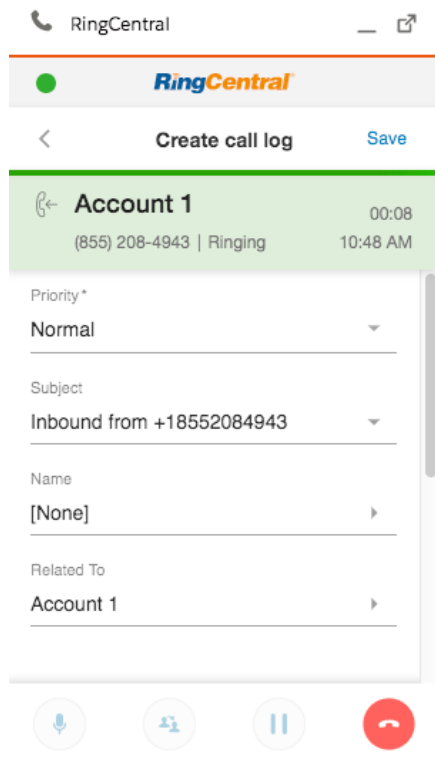 RingCentral
RingCentral
Create call log
Save
Account 1
00:08
(855) 208-4943 | Ringing
10:48 AM
Priority*
Normal
Subject
Inbound from +18552084943
Name
[None]
Related To
Account 1